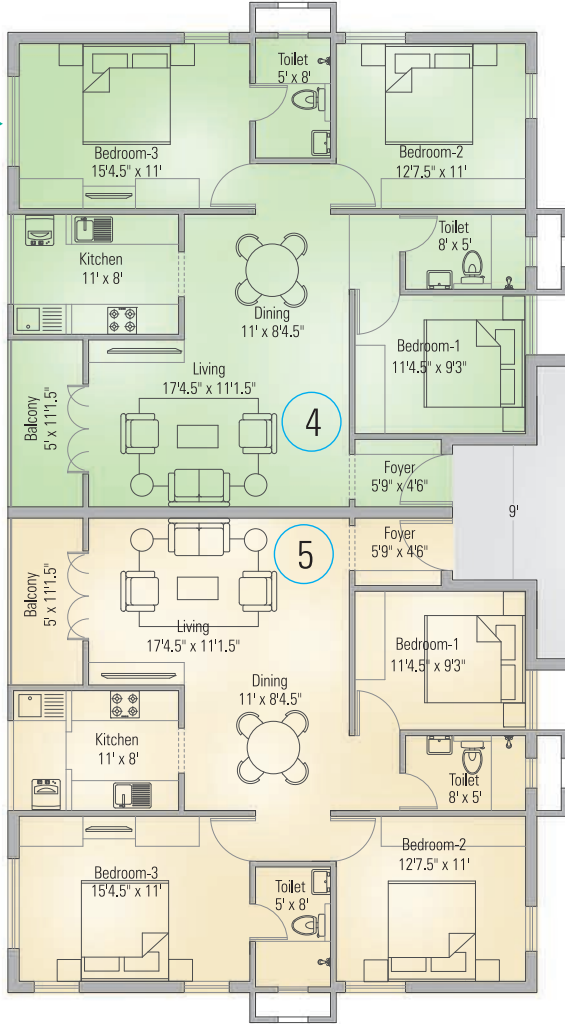 Toilet
5' x 8'
Bedroom-3
15'4.5" x 11'
Bedroom-2
12'7.5" x 11'
Toilet
8' x 5'
Kitchen
11' x 8'
Dining
11' x 8'4.5"
Bedroom-1
11'4.5" x 9'3"
Living
17'4.5" x 11'1.5"
Balcony
5' x 11'1.5"
4
Foyer
5'9" x 4'6"
9'
5
Foyer
5'9" x 4'6"
Balcony
5' x 11'1.5"
Living
17'4.5" x 11'1.5"
Bedroom-1
11'4.5" x 9'3"
Dining
11' x 8'4.5"
Kitchen
11' x 8'
Toilet
8' x 5'
Bedroom-2
12'7.5" x 11'
Bedroom-3
15'4.5" x 11'
Toilet
5' x 8'